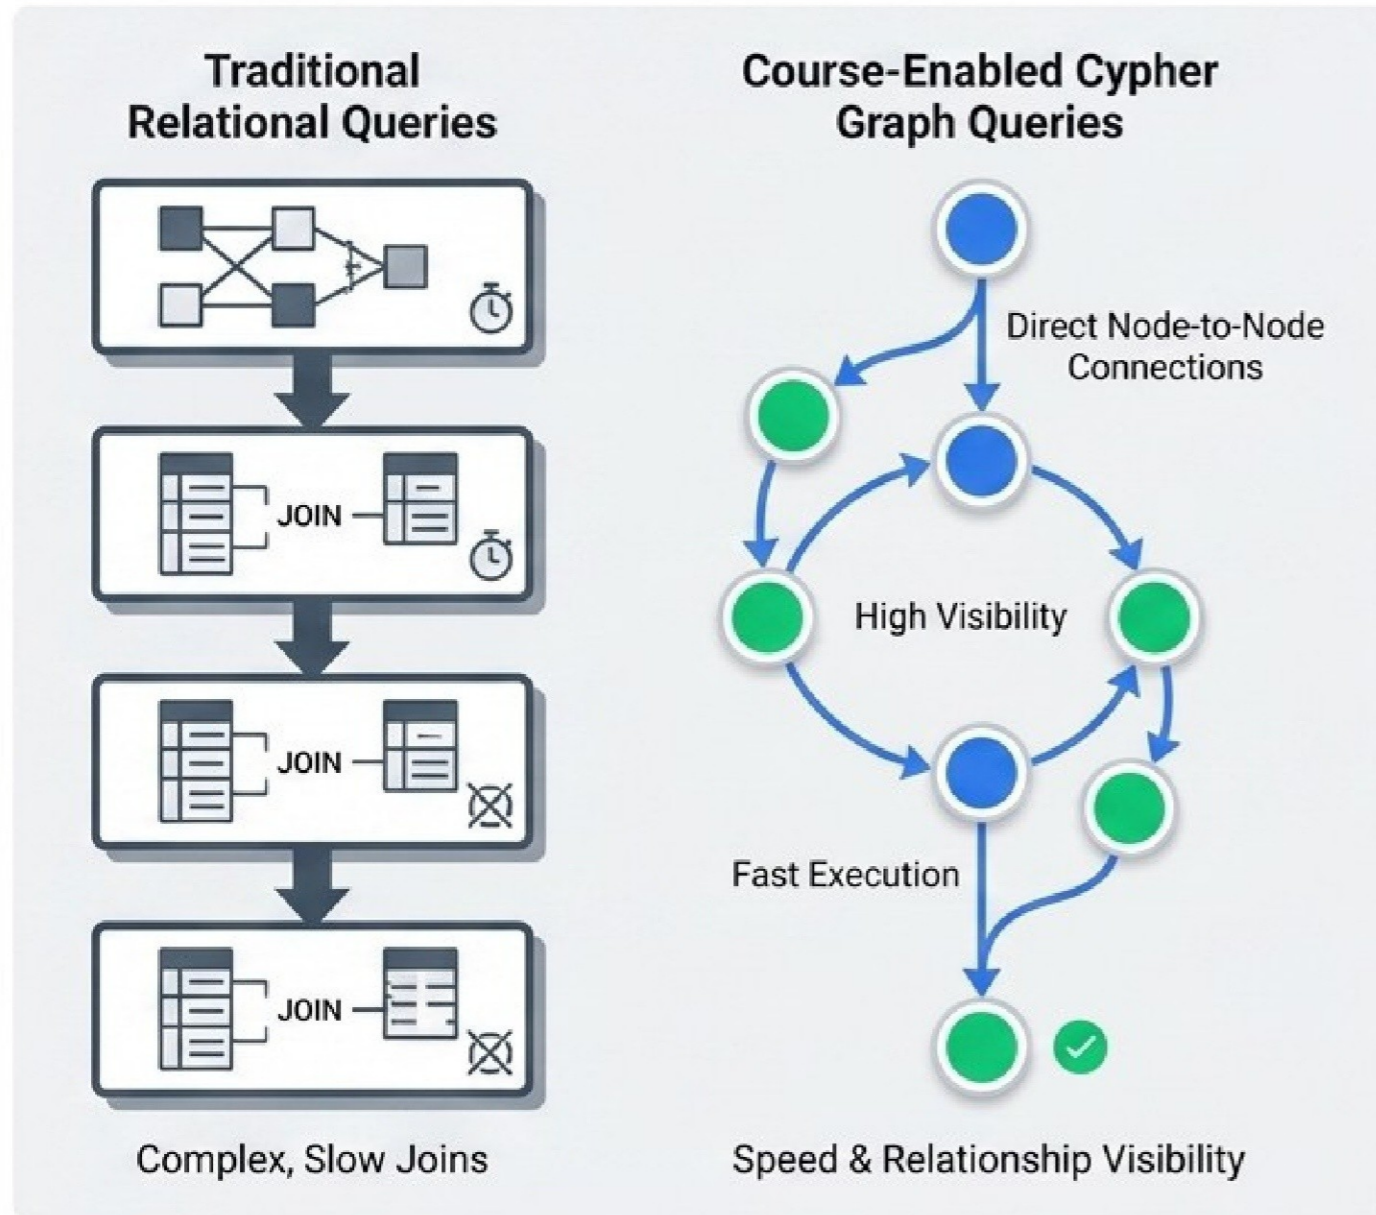 Traditional
Relational Queries
JOIN
JOIN
JOIN
Complex, Slow Joins
Course-Enabled Cypher
Graph Queries
Direct Node-to-Node
Connections
High Visibility
Fast Execution
Speed & Relationship Visibility